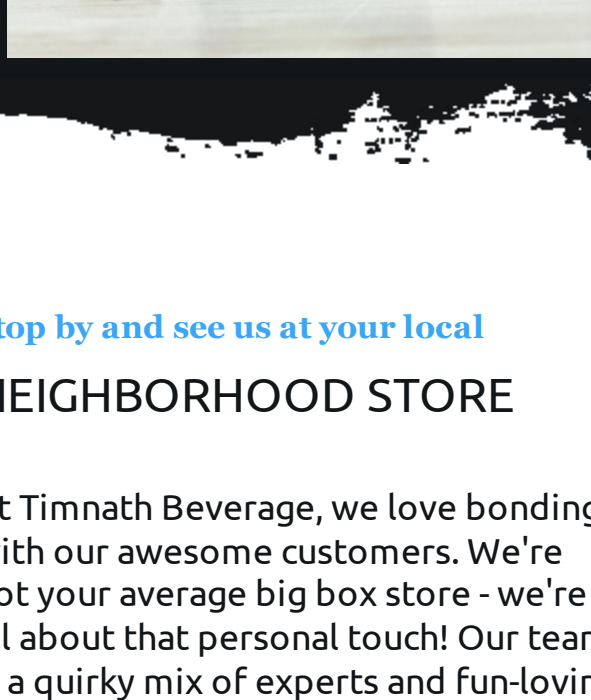 top by and see us at your local
NEIGHBORHOOD STORE
t Timnath Beverage, we love bonding
ith our awesome customers. We're
ot your average big box store - we're
l about that personal touch! Our team
a quirky mix of experts and fun-lovin